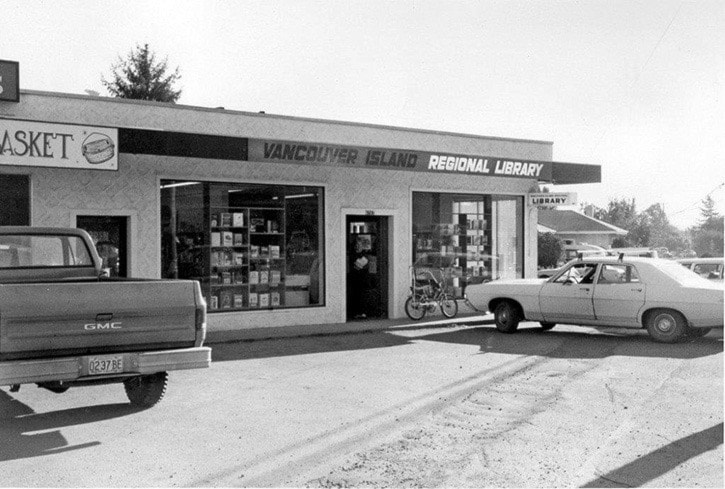 ASKET
VANCOUVER ISLAND REGIONAL LIBRARY
LIBRARY
GMC